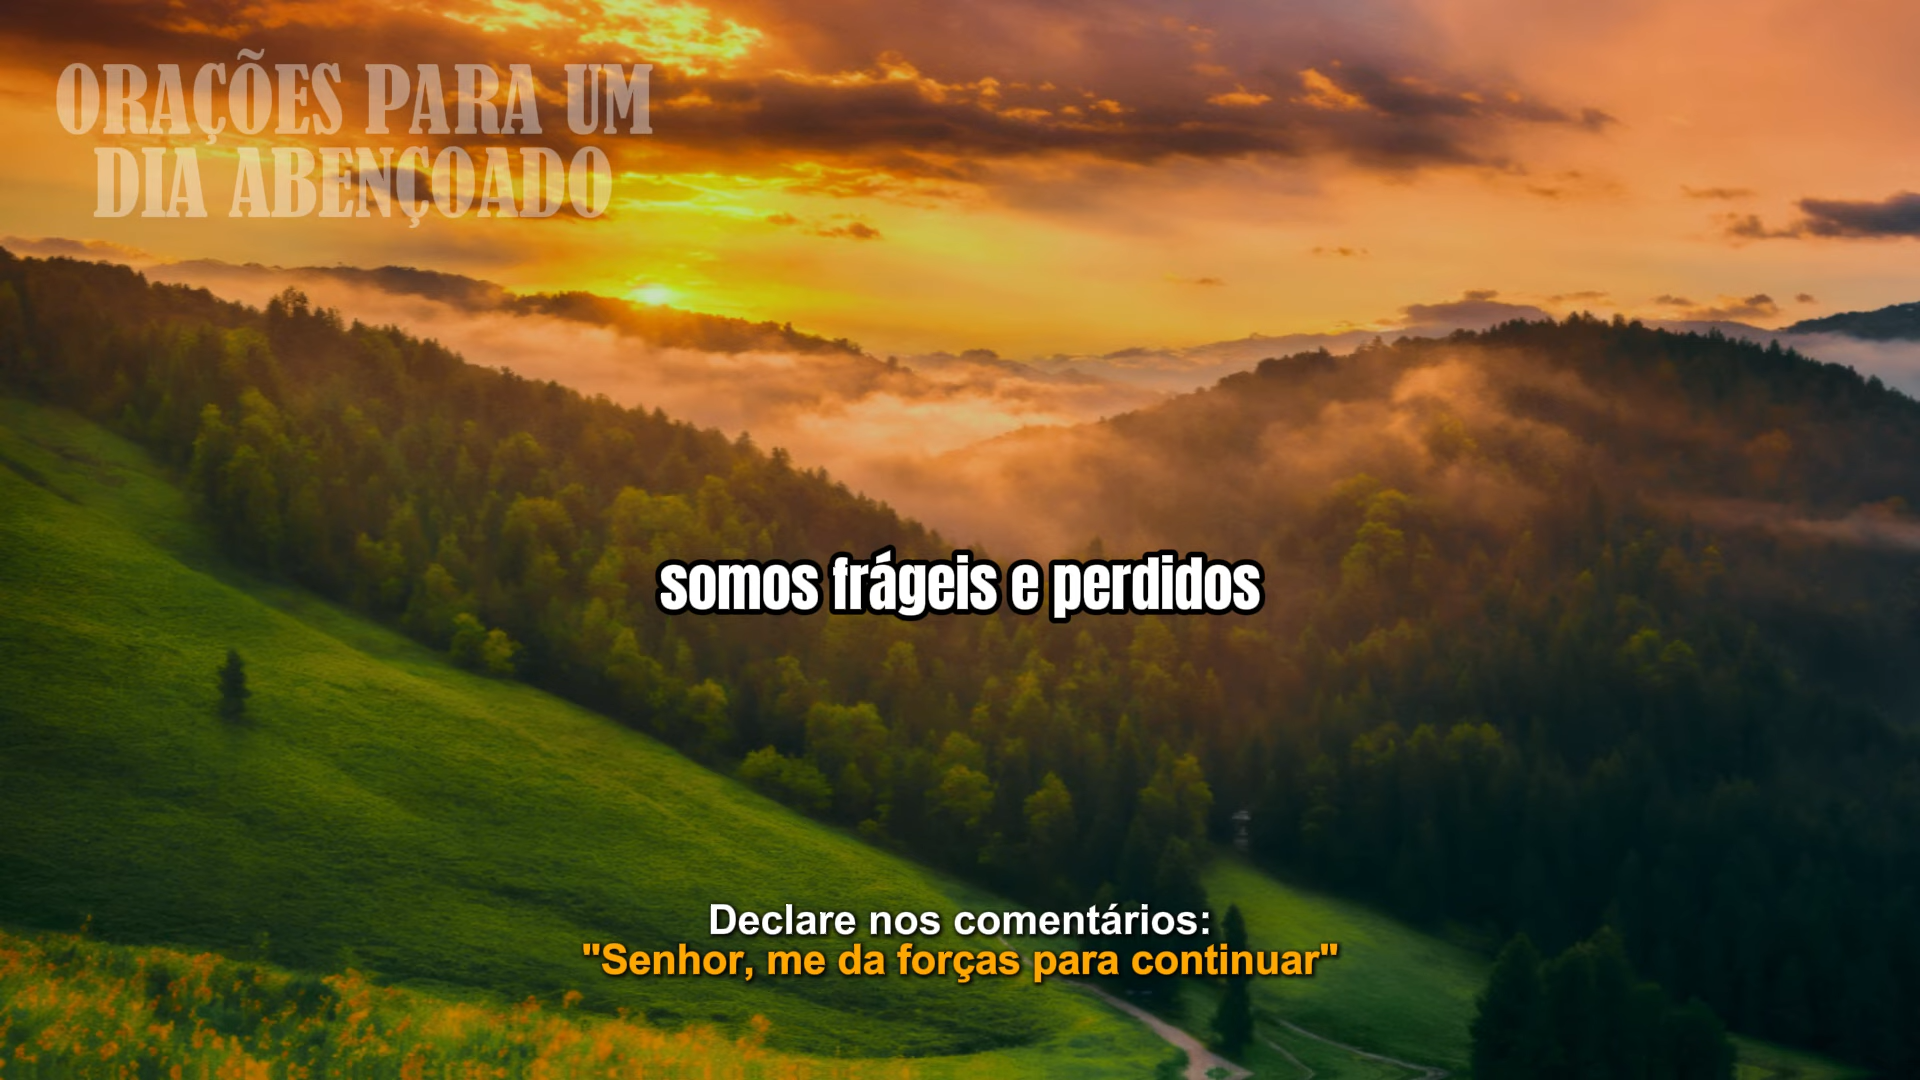 ORAÇÕES PARA UM
DIA ABENÇOADO
somos frágeis e perdidos
Declare nos comentários:
"Senhor, me da forças para continuar"